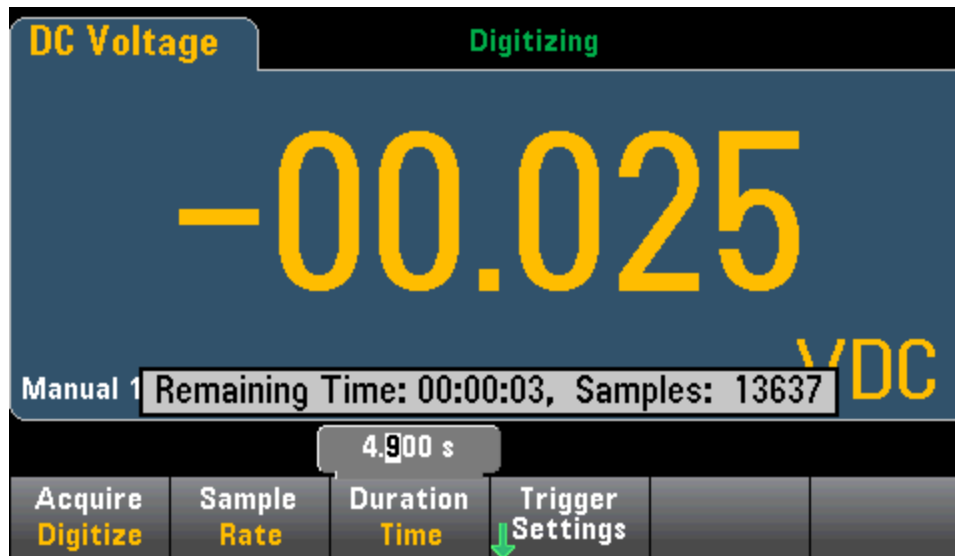 DC Voltage
Digitizing
-00.025
VDC
Manual 1
Remaining Time: 00:00:03, Samples: 13637
4.900 s
Acquire
Digitize
Sample
Rate
Duration
Time
Trigger
Settings